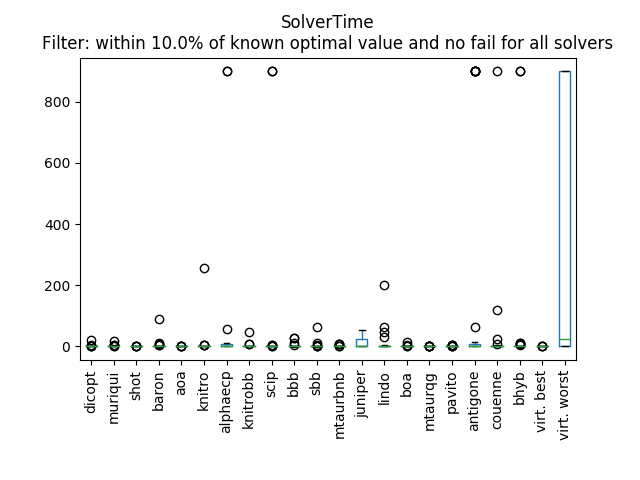 SolverTime
Filter: within 10.0% of known optimal value and no fail for all solvers
800
600
400
200
0
dicopt
muriqui
shot
baron
aoa
knitro
alphaecp
knitrobb
scip
bbb
sbb
mtaurbnb
juniper
lindo
boa
mtaurqg
pavito
antigone
couenne
bhyb
virt. best
virt. worst